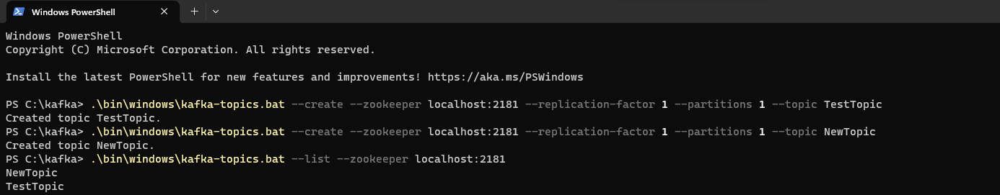 Windows PowerShell
Windows PowerShell
Copyright (C) Microsoft Corporation. All rights reserved.
Install the latest PowerShell for new features and improvements! https://aka.ms/PSWindows
PS C:\kafka> .\bin\windows\kafka-topics.bat --create --zookeeper localhost:2181 --replication-factor 1 --partitions 1 --topic TestTopic
Created topic TestTopic.
PS C:\kafka> .\bin\windows\kafka-topics.bat --create --zookeeper localhost:2181 --replication-factor 1 --partitions 1 --topic NewTopic
Created topic NewTopic.
PS C:\kafka> .\bin\windows\kafka-topics.bat --list --zookeeper localhost:2181
NewTopic
TestTopic